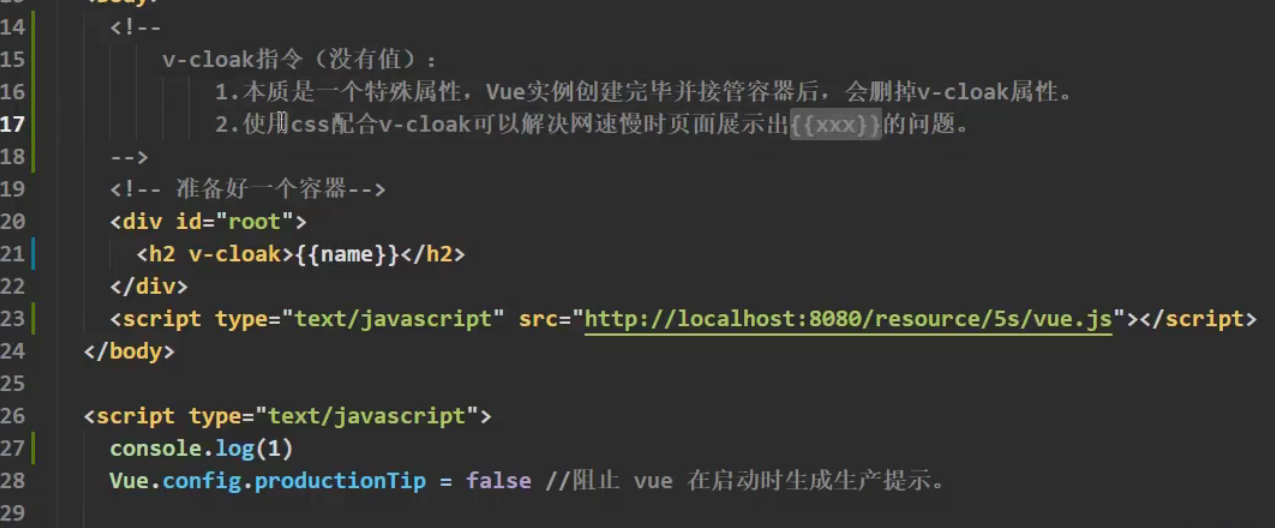 <body>
14 <!--
15 v-cloak指令（没有值）：
16 1.本质是一个特殊属性，Vue实例创建完毕并接管容器后，会删掉v-cloak属性。
17 2.使用css配合v-cloak可以解决网速慢时页面展示出{{xxx}}的问题。
18 -->
19 <!-- 准备好一个容器-->
20 <div id="root">
21 <h2 v-cloak>{{name}}</h2>
22 </div>
23 <script type="text/javascript" src="http://localhost:8080/resource/5s/vue.js"></script>
24 </body>
25
26 <script type="text/javascript">
27 console.log(1)
28 Vue.config.productionTip = false //阻止 vue 在启动时生成生产提示。
29